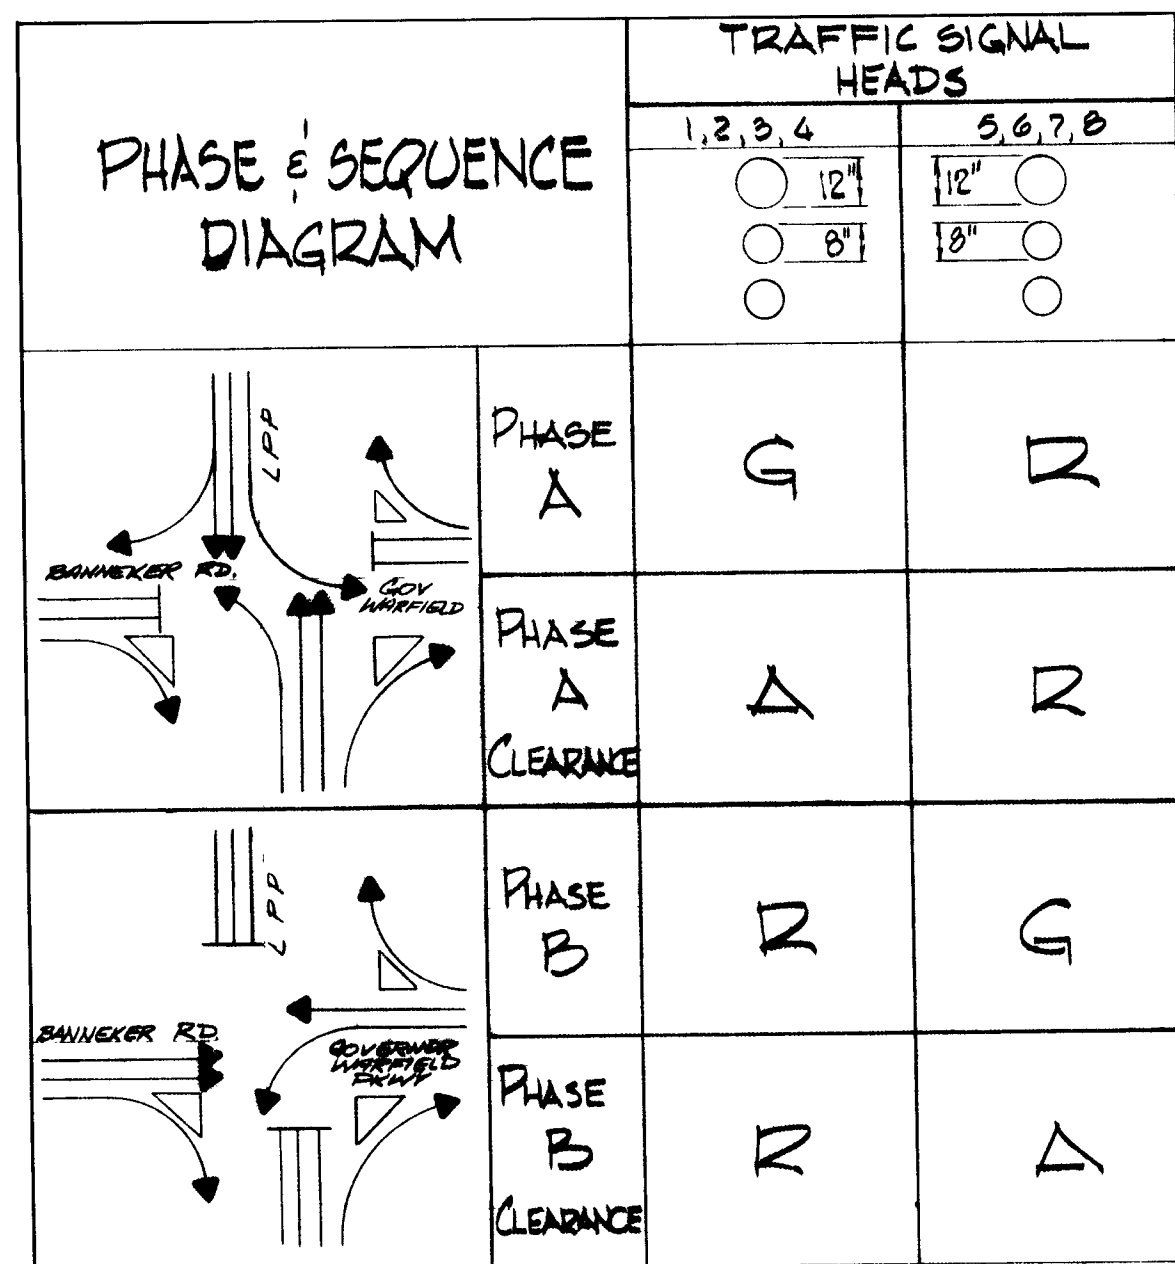 PHASE & SEQUENCE
DIAGRAM
TRAFFIC SIGNAL
HEADS
1,2,3,4
5,6,7,8
12"
12"
8"
8"
LPP
BANNEKER RD.
GOV
WARFIELD
PHASE
A
G
R
PHASE
A
CLEARANCE
A
R
LPP
BANNEKER RD.
GOVERNOR
WARFIELD
PKWY
PHASE
B
R
G
PHASE
B
CLEARANCE
R
A